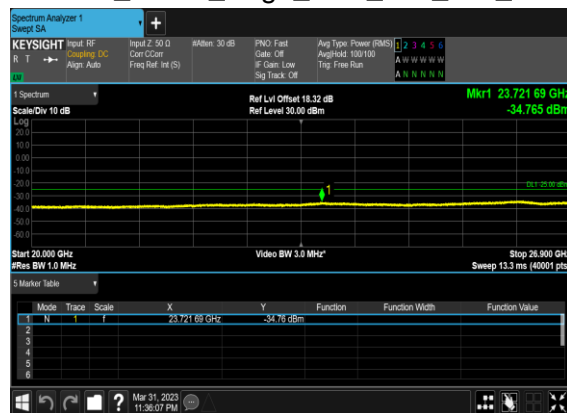 Spectrum Analyzer 1
Swept SA
KEYSIGHT Input: RF Input Z: 50 Ω #Atten: 30 dB PNO: Fast Avg Type: Power (RMS) 1 2 3 4 5 6
R T Coupling: DC Corr CCorr Gate: Off Avg|Hold: 100/100 A W W W W W
Align: Auto Freq Ref: Int (S) IF Gain: Low Trig: Free Run
Sig Track: Off A N N N N N
1 Spectrum Ref Lvl Offset 18.32 dB Mkr1 23.721 69 GHz
Scale/Div 10 dB Ref Level 30.00 dBm -34.765 dBm
Log
20.0
10.0
0.00
-10.0
-20.0 DL1 -25.00 dBm
-30.0 1
-40.0
-50.0
-60.0
Start 20.000 GHz Video BW 3.0 MHz* Stop 26.900 GHz
#Res BW 1.0 MHz Sweep 13.3 ms (40001 pts)
5 Marker Table
Mode Trace Scale X Y Function Function Width Function Value
1 N 1 f 23.721 69 GHz -34.76 dBm
2
3
4
5
6
? Mar 31, 2023
11:36:07 PM